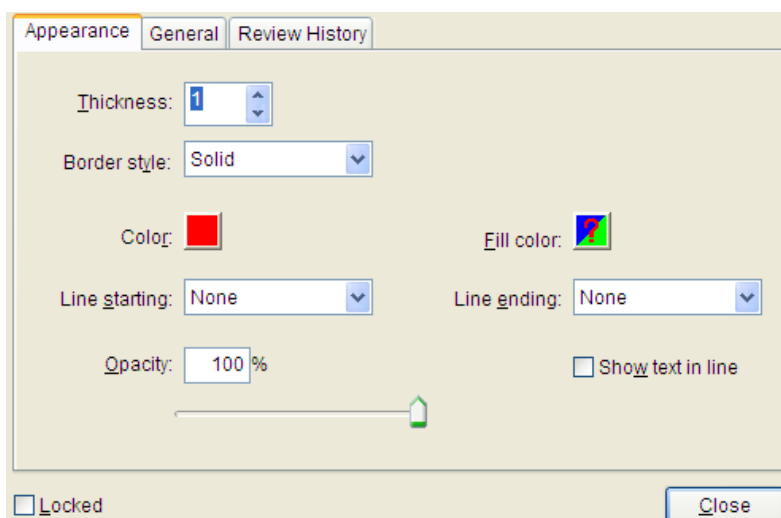 Appearance General Review History
Thickness: 1
Border style: Solid
Color: Fill color: ?
Line starting: None Line ending: None
Opacity: 100 % Show text in line
Locked Close